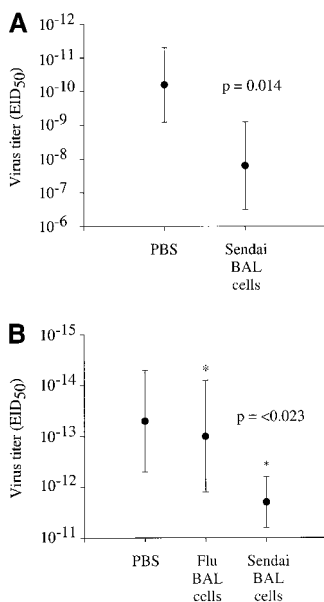 A
Virus titer (EID50)
10-12
10-11
10-10
10-9
10-8
10-7
10-6
p = 0.014
PBS
Sendai
BAL
cells
B
Virus titer (EID50)
10-15
10-14
10-13
10-12
10-11
*
p = <0.023
*
PBS
Flu
BAL
cells
Sendai
BAL
cells